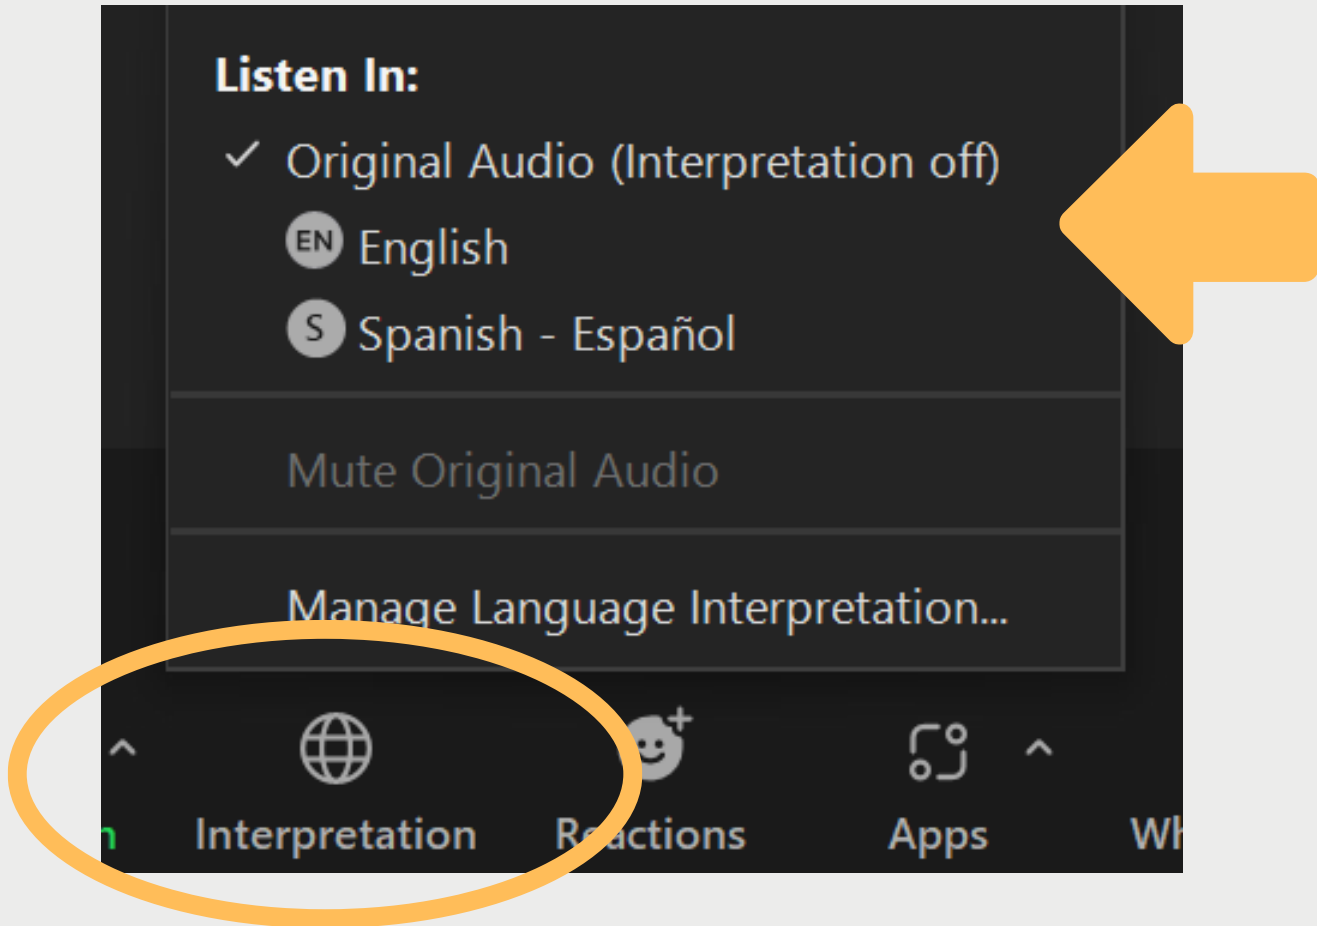 Listen In:
Original Audio (Interpretation off)
EN English
S Spanish - Español
Mute Original Audio
Manage Language Interpretation...
Interpretation Reactions Apps